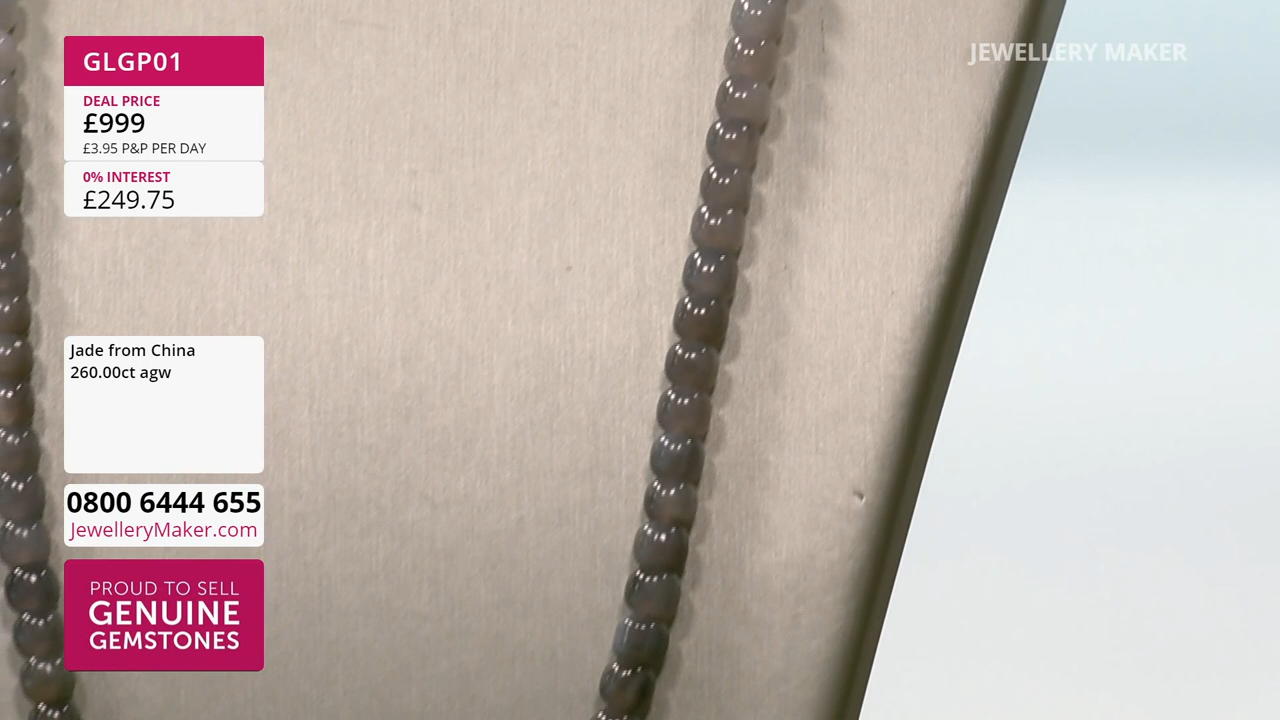 GLGP01
DEAL PRICE
£999
£3.95 P&P PER DAY
0% INTEREST
£249.75
Jade from China
260.00ct agw
0800 6444 655
JewelleryMaker.com
PROUD TO SELL
GENUINE
GEMSTONES
JEWELLERY MAKER